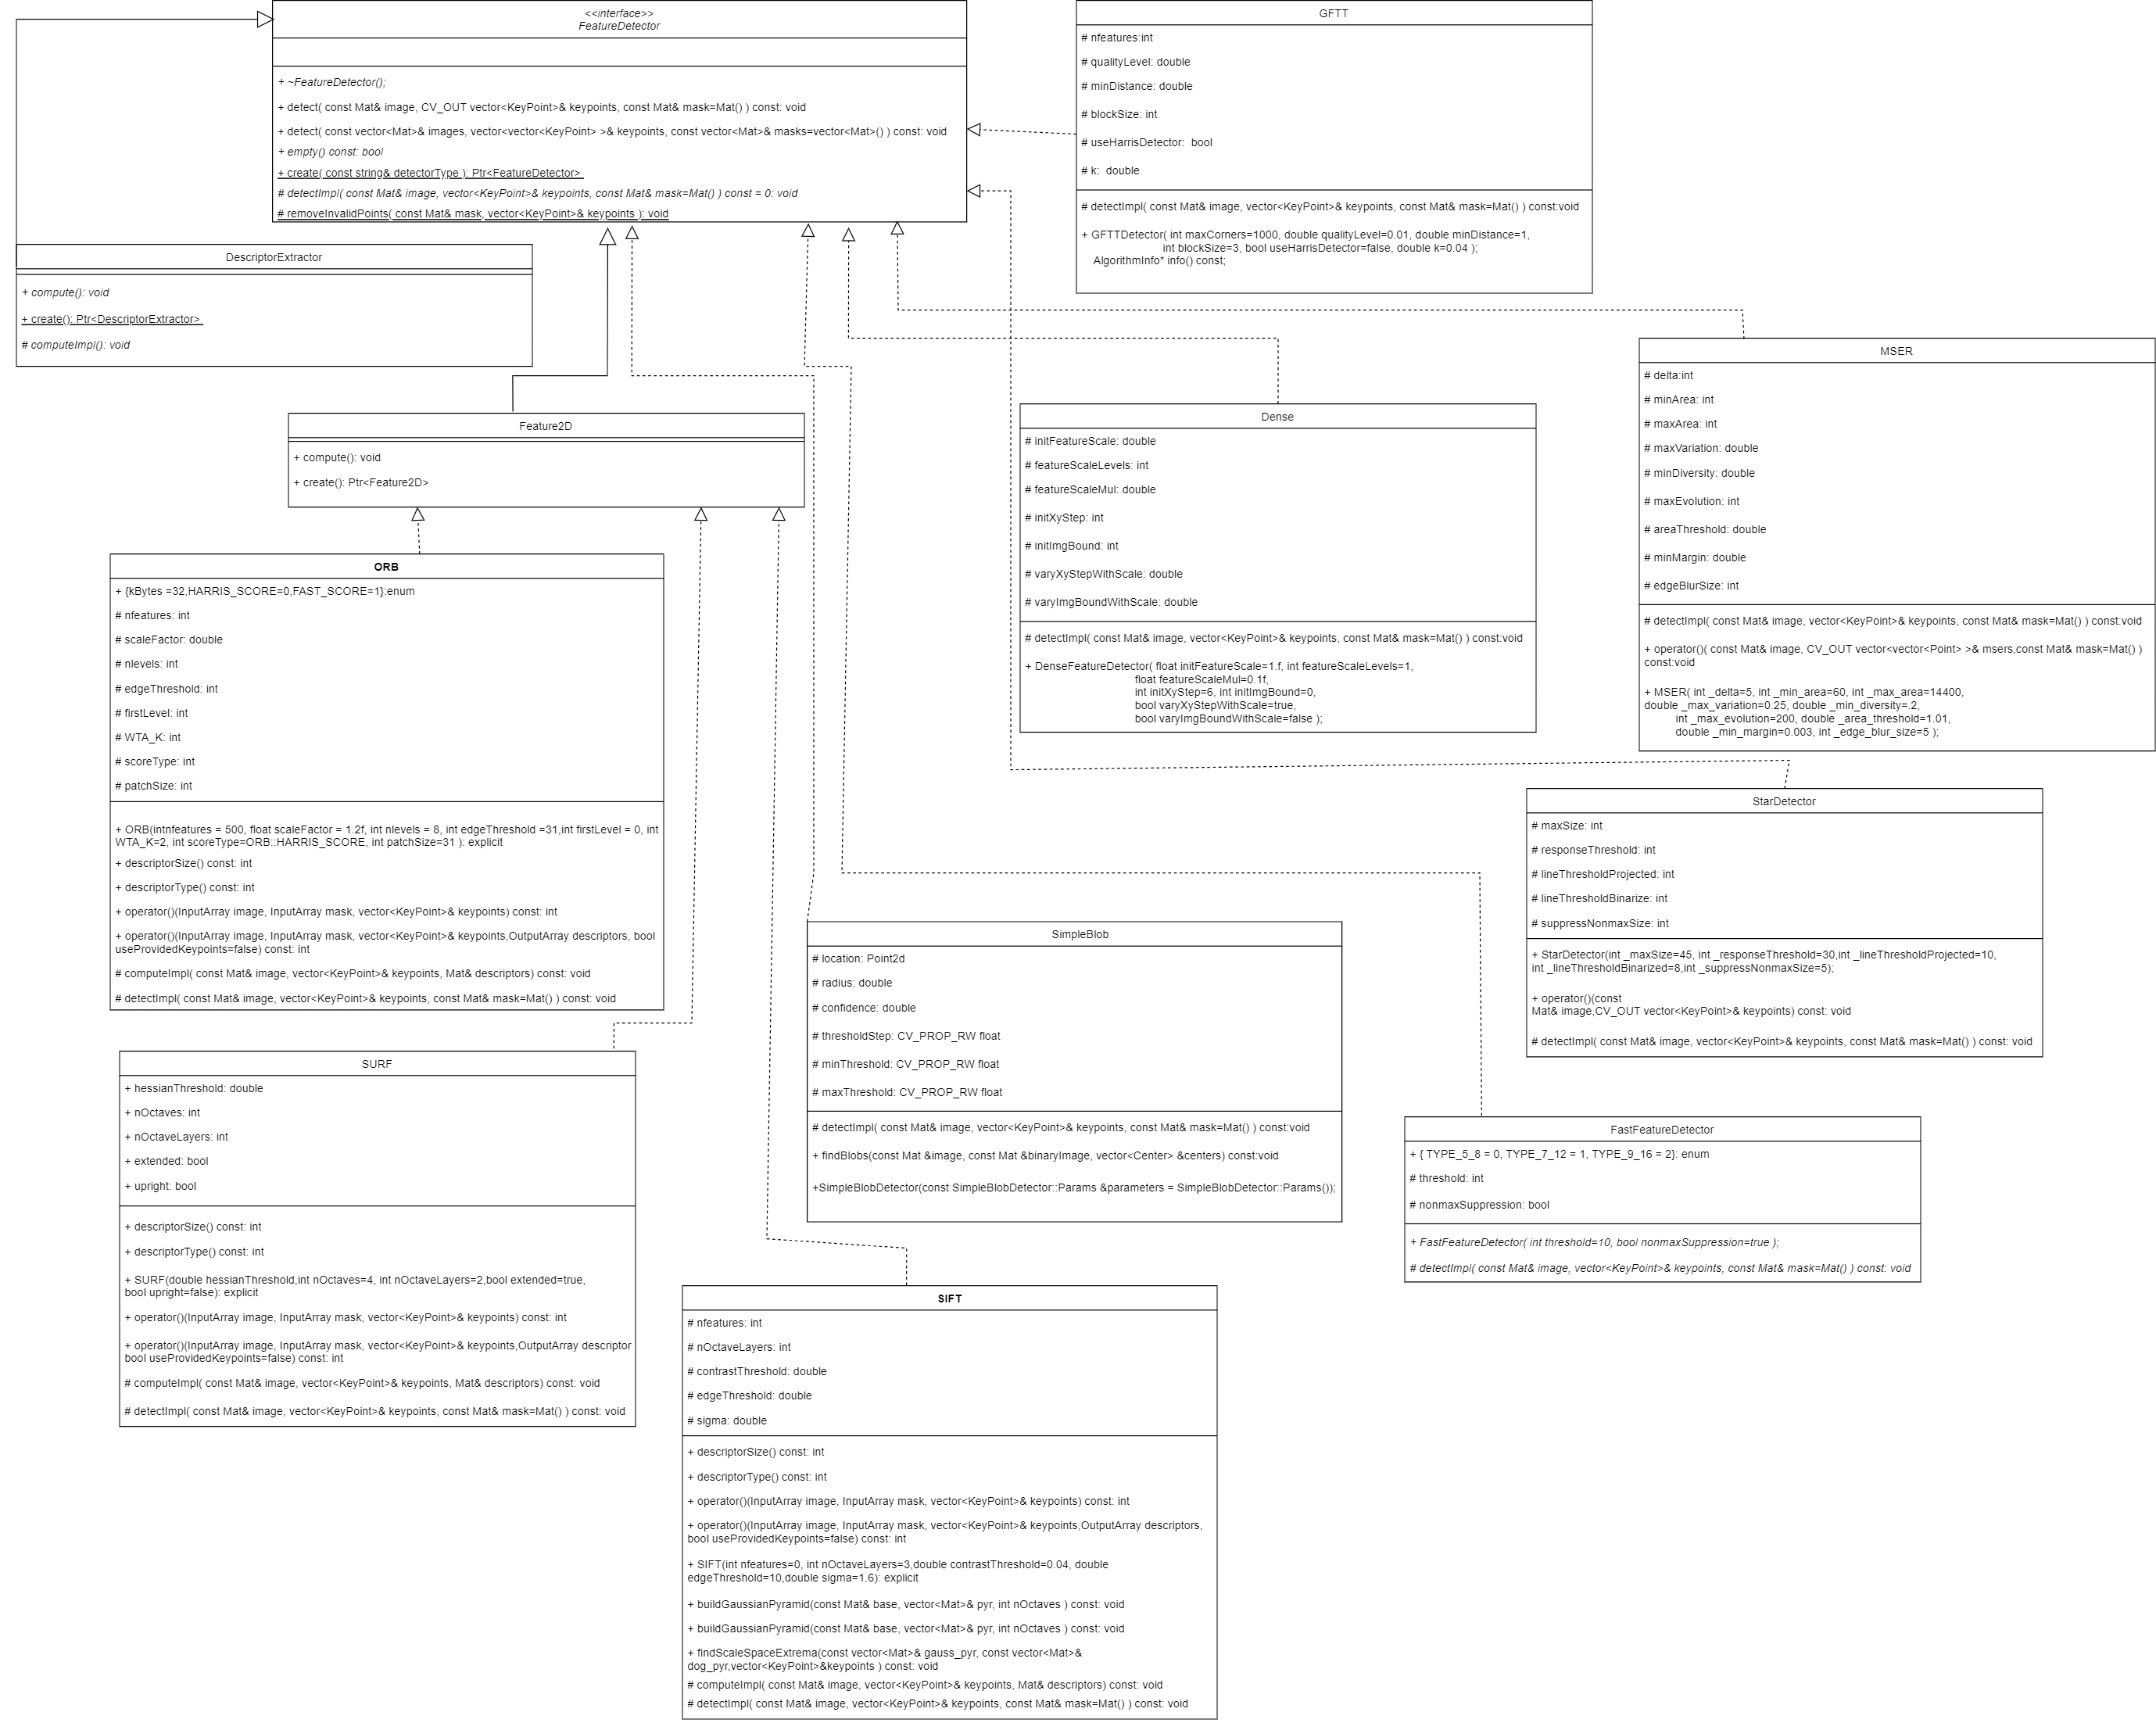 <<interface>>
FeatureDetector
+ ~FeatureDetector();
+ detect( const Mat& image, CV_OUT vector<KeyPoint>& keypoints, const Mat& mask=Mat() ) const: void
+ detect( const vector<Mat>& images, vector<vector<KeyPoint> >& keypoints, const vector<Mat>& masks=vector<Mat>() ) const: void
+ empty() const: bool
+ create( const string& detectorType ): Ptr<FeatureDetector>
# detectImpl( const Mat& image, vector<KeyPoint>& keypoints, const Mat& mask=Mat() ) const = 0: void
# removeInvalidPoints( const Mat& mask, vector<KeyPoint>& keypoints ): void
GFTT
# nfeatures:int
# qualityLevel: double
# minDistance: double
# blockSize: int
# useHarrisDetector:  bool
# k:  double
# detectImpl( const Mat& image, vector<KeyPoint>& keypoints, const Mat& mask=Mat() ) const:void
+ GFTTDetector( int maxCorners=1000, double qualityLevel=0.01, double minDistance=1,
int blockSize=3, bool useHarrisDetector=false, double k=0.04 );
AlgorithmInfo* info() const;
DescriptorExtractor
+ compute(): void
+ create(): Ptr<DescriptorExtractor>
# computeImpl(): void
Feature2D
+ compute(): void
+ create(): Ptr<Feature2D>
Dense
# initFeatureScale: double
# featureScaleLevels: int
# featureScaleMul: double
# initXyStep: int
# initImgBound: int
# varyXyStepWithScale: double
# varyImgBoundWithScale: double
# detectImpl( const Mat& image, vector<KeyPoint>& keypoints, const Mat& mask=Mat() ) const:void
+ DenseFeatureDetector( float initFeatureScale=1.f, int featureScaleLevels=1,
float featureScaleMul=0.1f,
int initXyStep=6, int initImgBound=0,
bool varyXyStepWithScale=true,
bool varyImgBoundWithScale=false );
MSER
# delta:int
# minArea: int
# maxArea: int
# maxVariation: double
# minDiversity: double
# maxEvolution: int
# areaThreshold: double
# minMargin: double
# edgeBlurSize: int
# detectImpl( const Mat& image, vector<KeyPoint>& keypoints, const Mat& mask=Mat() ) const:void
+ operator()( const Mat& image, CV_OUT vector<vector<Point> >& msers,const Mat& mask=Mat() )
const:void
+ MSER( int _delta=5, int _min_area=60, int _max_area=14400,
double _max_variation=0.25, double _min_diversity=.2,
int _max_evolution=200, double _area_threshold=1.01,
double _min_margin=0.003, int _edge_blur_size=5 );
ORB
+ {kBytes =32,HARRIS_SCORE=0,FAST_SCORE=1}:enum
# nfeatures: int
# scaleFactor: double
# nlevels: int
# edgeThreshold: int
# firstLevel: int
# WTA_K: int
# scoreType: int
# patchSize: int
+ ORB(intnfeatures = 500, float scaleFactor = 1.2f, int nlevels = 8, int edgeThreshold =31,int firstLevel = 0, int
WTA_K=2, int scoreType=ORB::HARRIS_SCORE, int patchSize=31 ): explicit
+ descriptorSize() const: int
+ descriptorType() const: int
+ operator()(InputArray image, InputArray mask, vector<KeyPoint>& keypoints) const: int
+ operator()(InputArray image, InputArray mask, vector<KeyPoint>& keypoints,OutputArray descriptors, bool
useProvidedKeypoints=false) const: int
# computeImpl( const Mat& image, vector<KeyPoint>& keypoints, Mat& descriptors) const: void
# detectImpl( const Mat& image, vector<KeyPoint>& keypoints, const Mat& mask=Mat() ) const: void
StarDetector
# maxSize: int
# responseThreshold: int
# lineThresholdProjected: int
# lineThresholdBinarize: int
# suppressNonmaxSize: int
+ StarDetector(int _maxSize=45, int _responseThreshold=30,int _lineThresholdProjected=10,
int _lineThresholdBinarized=8,int _suppressNonmaxSize=5);
+ operator()(const
Mat& image,CV_OUT vector<KeyPoint>& keypoints) const: void
# detectImpl( const Mat& image, vector<KeyPoint>& keypoints, const Mat& mask=Mat() ) const: void
SimpleBlob
# location: Point2d
# radius: double
# confidence: double
# thresholdStep: CV_PROP_RW float
# minThreshold: CV_PROP_RW float
# maxThreshold: CV_PROP_RW float
# detectImpl( const Mat& image, vector<KeyPoint>& keypoints, const Mat& mask=Mat() ) const:void
+ findBlobs(const Mat &image, const Mat &binaryImage, vector<Center> &centers) const:void
+SimpleBlobDetector(const SimpleBlobDetector::Params &parameters = SimpleBlobDetector::Params());
SURF
+ hessianThreshold: double
+ nOctaves: int
+ nOctaveLayers: int
+ extended: bool
+ upright: bool
+ descriptorSize() const: int
+ descriptorType() const: int
+ SURF(double hessianThreshold,int nOctaves=4, int nOctaveLayers=2,bool extended=true,
bool upright=false): explicit
+ operator()(InputArray image, InputArray mask, vector<KeyPoint>& keypoints) const: int
+ operator()(InputArray image, InputArray mask, vector<KeyPoint>& keypoints,OutputArray descriptor
bool useProvidedKeypoints=false) const: int
# computeImpl( const Mat& image, vector<KeyPoint>& keypoints, Mat& descriptors) const: void
# detectImpl( const Mat& image, vector<KeyPoint>& keypoints, const Mat& mask=Mat() ) const: void
FastFeatureDetector
+ { TYPE_5_8 = 0, TYPE_7_12 = 1, TYPE_9_16 = 2}: enum
# threshold: int
# nonmaxSuppression: bool
+ FastFeatureDetector( int threshold=10, bool nonmaxSuppression=true );
# detectImpl( const Mat& image, vector<KeyPoint>& keypoints, const Mat& mask=Mat() ) const: void
SIFT
# nfeatures: int
# nOctaveLayers: int
# contrastThreshold: double
# edgeThreshold: double
# sigma: double
+ descriptorSize() const: int
+ descriptorType() const: int
+ operator()(InputArray image, InputArray mask, vector<KeyPoint>& keypoints) const: int
+ operator()(InputArray image, InputArray mask, vector<KeyPoint>& keypoints,OutputArray descriptors,
bool useProvidedKeypoints=false) const: int
+ SIFT(int nfeatures=0, int nOctaveLayers=3,double contrastThreshold=0.04, double
edgeThreshold=10,double sigma=1.6): explicit
+ buildGaussianPyramid(const Mat& base, vector<Mat>& pyr, int nOctaves ) const: void
+ buildGaussianPyramid(const Mat& base, vector<Mat>& pyr, int nOctaves ) const: void
+ findScaleSpaceExtrema(const vector<Mat>& gauss_pyr, const vector<Mat>&
dog_pyr,vector<KeyPoint>&keypoints ) const: void
# computeImpl( const Mat& image, vector<KeyPoint>& keypoints, Mat& descriptors) const: void
# detectImpl( const Mat& image, vector<KeyPoint>& keypoints, const Mat& mask=Mat() ) const: void